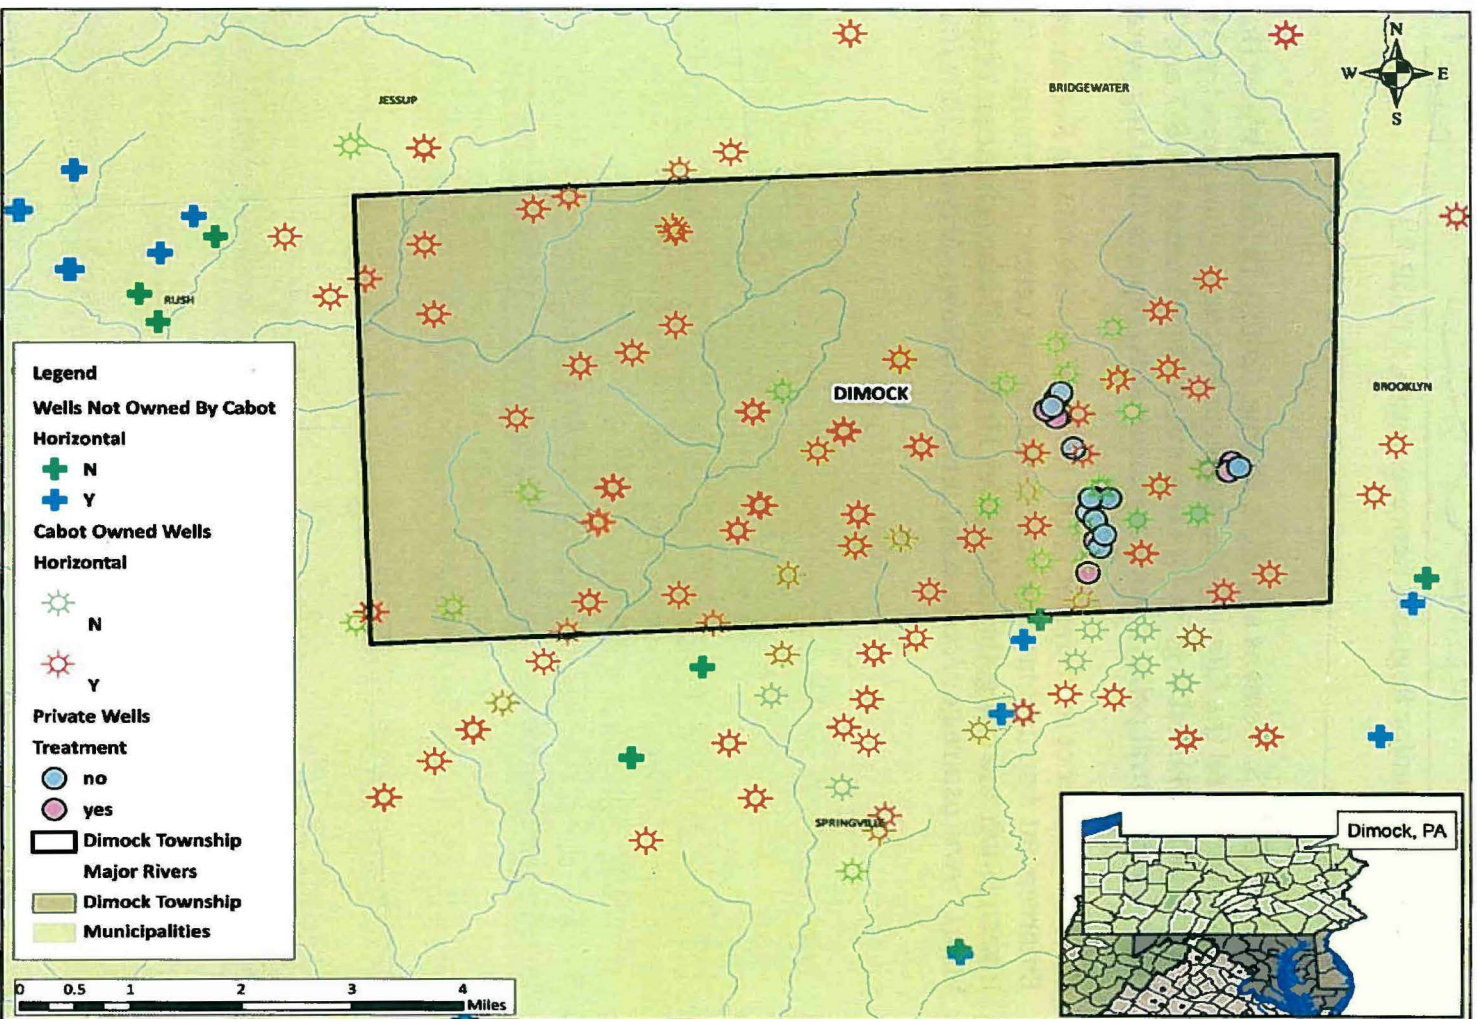 N
W E
S
JESSUP
BRIDGEWATER
RUSH
DIMOCK
BROOKLYN
SPRINGVILLE
Legend
Wells Not Owned By Cabot
Horizontal
N
Y
Cabot Owned Wells
Horizontal
N
Y
Private Wells
Treatment
no
yes
Dimock Township
Major Rivers
Dimock Township
Municipalities
0 0.5 1 2 3 4
Miles
Dimock, PA